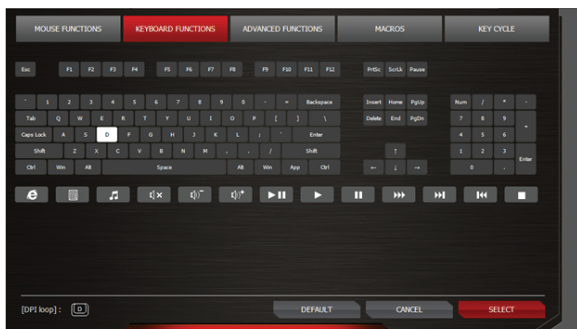 MOUSE FUNCTIONS KEYBOARD FUNCTIONS ADVANCED FUNCTIONS MACROS KEY CYCLE
Esc F1 F2 F3 F4 F5 F6 F7 F8 F9 F10 F11 F12 PrtSc ScrLk Pause
` 1 2 3 4 5 6 7 8 9 0 - = Backspace Insert Home PgUp Num / * -
Tab Q W E R T Y U I O P [ ] \ Delete End PgDn 7 8 9 +
Caps Lock A S D F G H J K L ; ' Enter 4 5 6
Shift Z X C V B N M , . / Shift ↑ 1 2 3 Enter
Ctrl Win Alt Space Alt Win App Ctrl ← ↓ → 0 .
[DPI loop] : D DEFAULT CANCEL SELECT